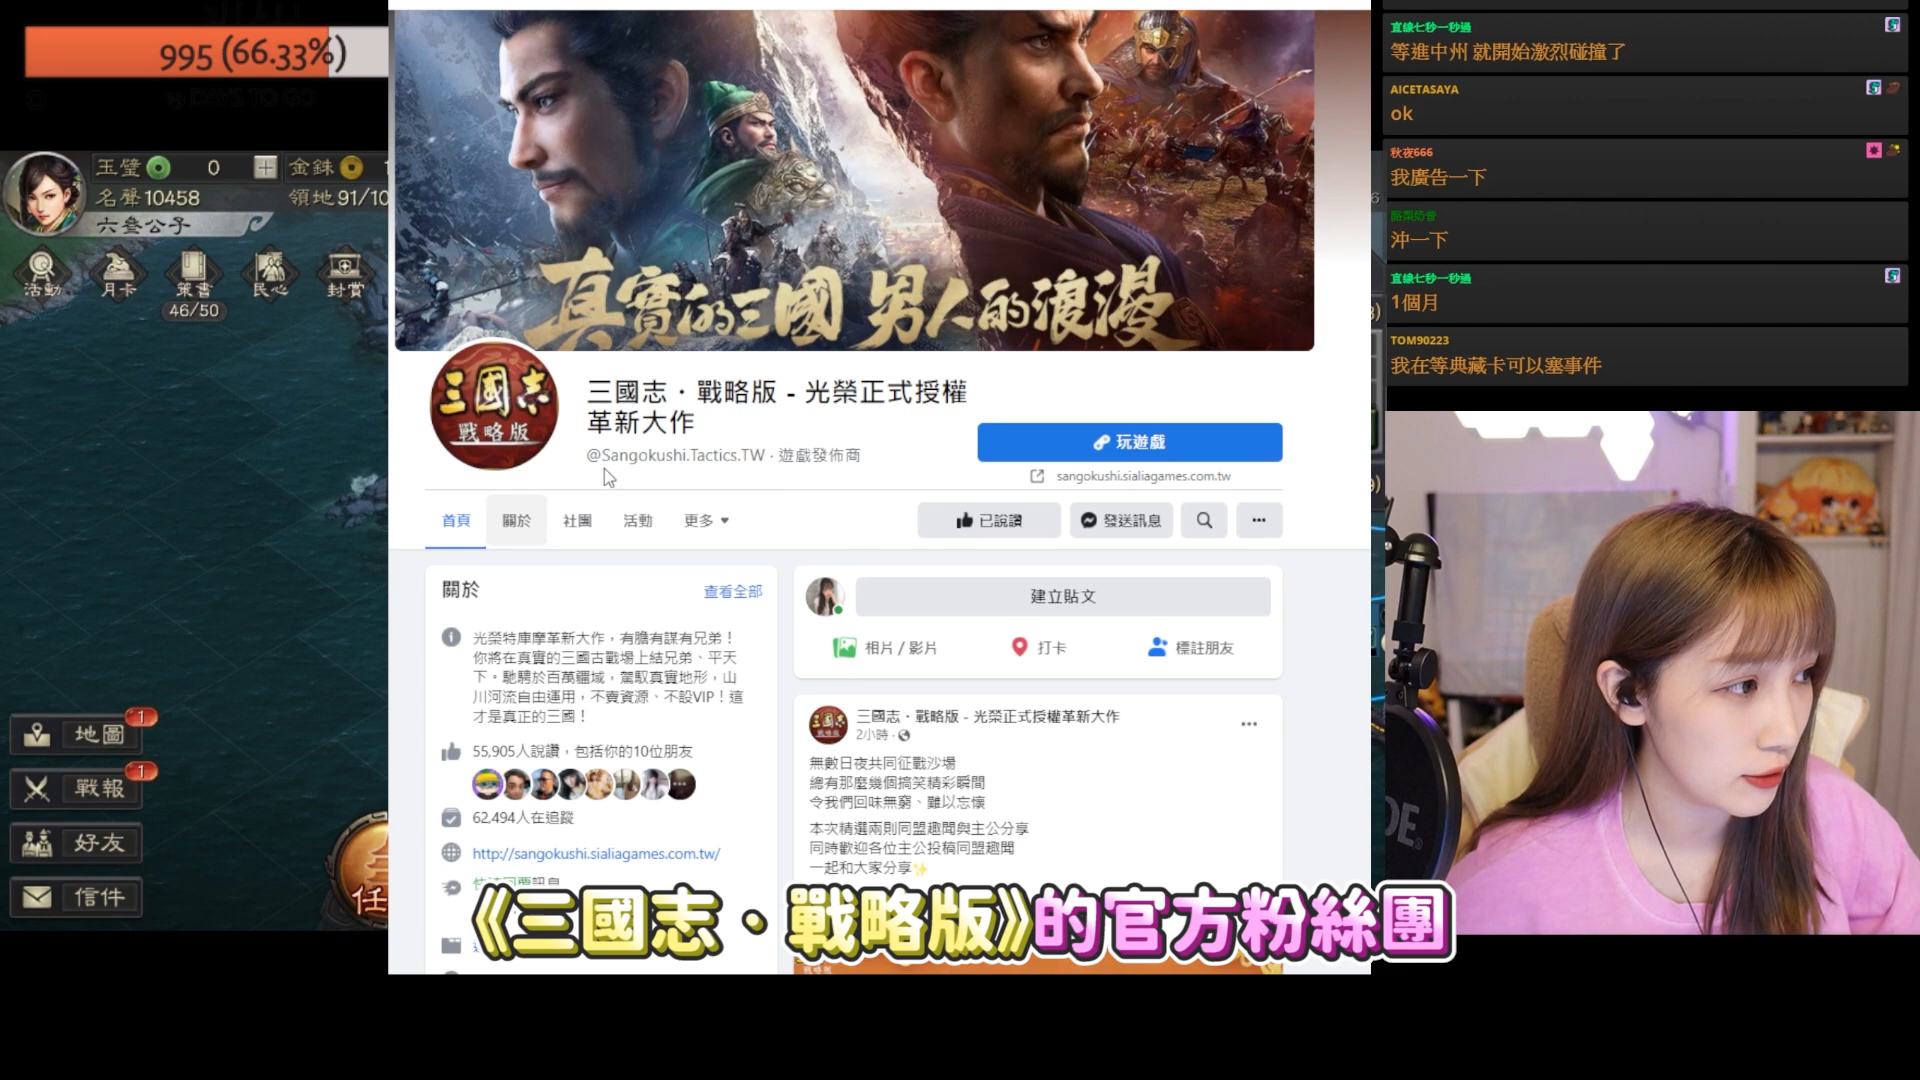 995 (66.33%)
DAYS TO GO
玉璧 0
金銖
名聲10458
領地91/10
六叁公子
活動
月卡
策書
民心
封賞
46/50
地圖
1
戰報
1
好友
信件
任
真實的三國 男人的浪漫
三國志
戰略版
三國志・戰略版 - 光榮正式授權
革新大作
@Sangokushi.Tactics.TW · 遊戲發佈商
玩遊戲
sangokushi.sialiagames.com.tw
首頁
關於
社團
活動
更多
已說讚
發送訊息
關於
查看全部
光榮特庫摩革新大作，有膽有謀有兄弟！
你將在真實的三國古戰場上結兄弟、平天
下。馳騁於百萬疆域，駕馭真實地形，山
川河流自由運用，不賣資源、不設VIP！這
才是真正的三國！
55,905人說讚，包括你的10位朋友
62,494人在追蹤
http://sangokushi.sialiagames.com.tw/
建立貼文
相片 / 影片
打卡
標註朋友
三國志・戰略版 - 光榮正式授權革新大作
2小時
無數日夜共同征戰沙場
總有那麼幾個搞笑精彩瞬間
令我們回味無窮、難以忘懷
本次精選兩則同盟趣聞與主公分享
同時歡迎各位主公投稿同盟趣聞
一起和大家分享✨
《三國志・戰略版》的官方粉絲團
直線七秒一秒過
等進中州 就開始激烈碰撞了
AICETASAYA
ok
秋夜666
我廣告一下
沖一下
直線七秒一秒過
1個月
TOM90223
我在等典藏卡可以塞事件